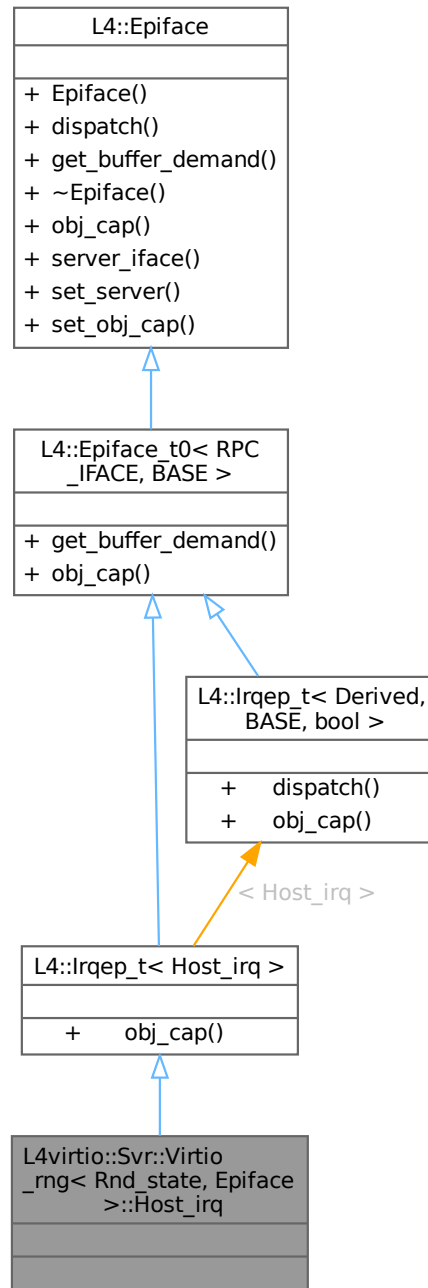 L4::Epiface
+ Epiface()
+ dispatch()
+ get_buffer_demand()
+ ~Epiface()
+ obj_cap()
+ server_iface()
+ set_server()
+ set_obj_cap()
L4::Epiface_t0< RPC
_IFACE, BASE >
+ get_buffer_demand()
+ obj_cap()
L4::Irqep_t< Derived,
BASE, bool >
+ dispatch()
+ obj_cap()
< Host_irq >
L4::Irqep_t< Host_irq >
+ obj_cap()
L4virtio::Svr::Virtio
_rng< Rnd_state, Epiface
>::Host_irq